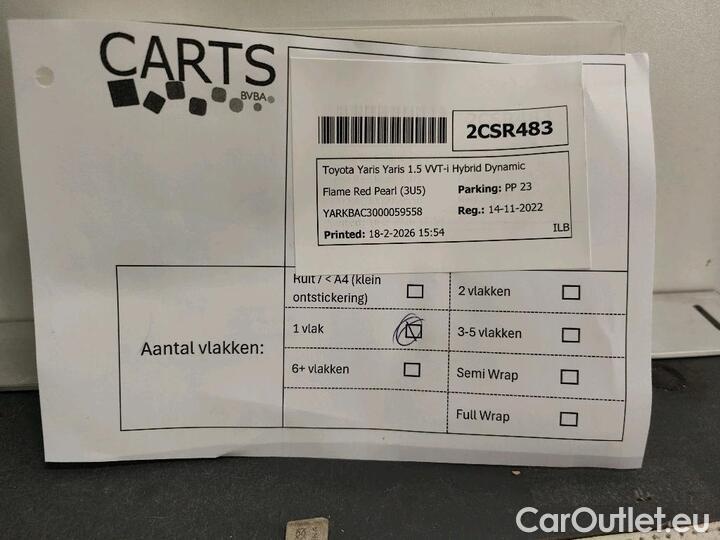 CARTS
BVBA
2CSR483
Toyota Yaris Yaris 1.5 VVT-i Hybrid Dynamic
Flame Red Pearl (3U5) Parking: PP 23
YARKBAC3000059558 Reg.: 14-11-2022
Printed: 18-2-2026 15:54 ILB
Aantal vlakken:
Ruit / < A4 (klein
ontstickering)
2 vlakken
1 vlak
3-5 vlakken
6+ vlakken
Semi Wrap
Full Wrap
CarOutlet.eu